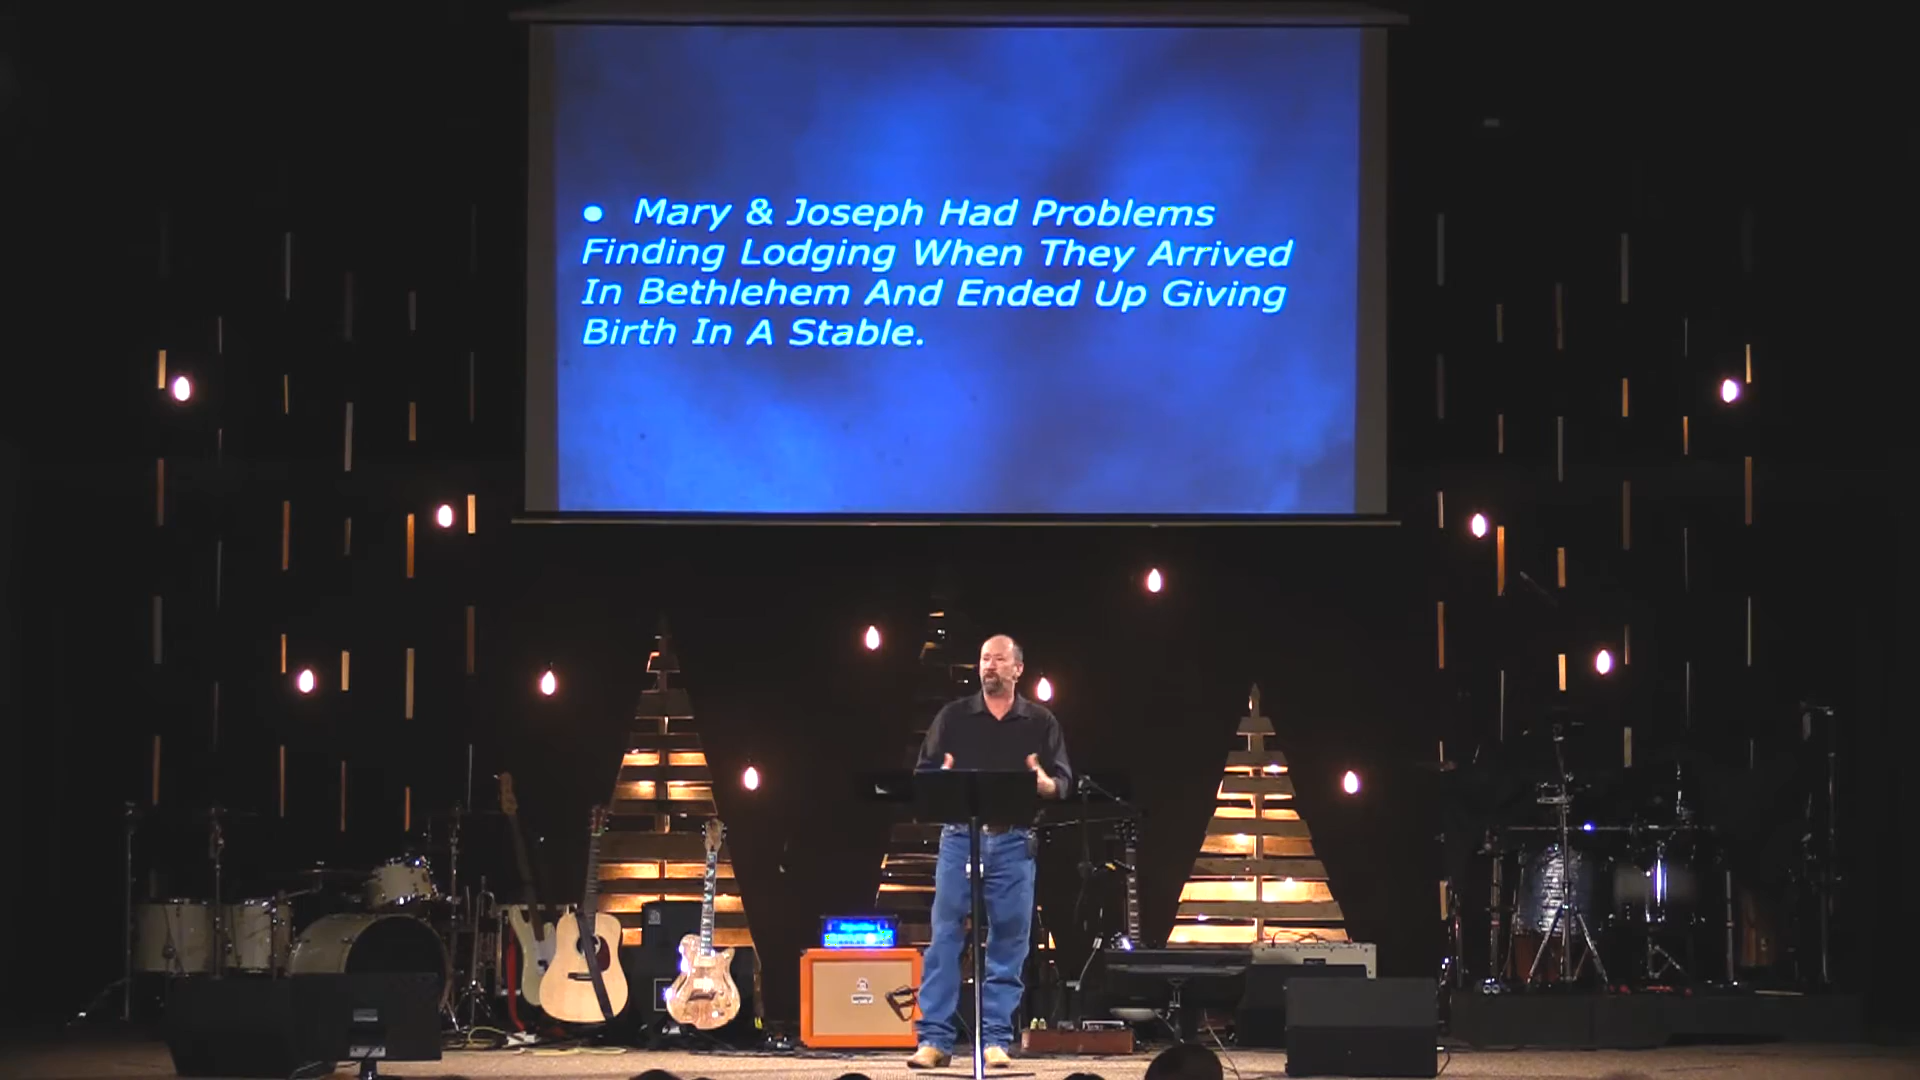 ● Mary & Joseph Had Problems
Finding Lodging When They Arrived
In Bethlehem And Ended Up Giving
Birth In A Stable.